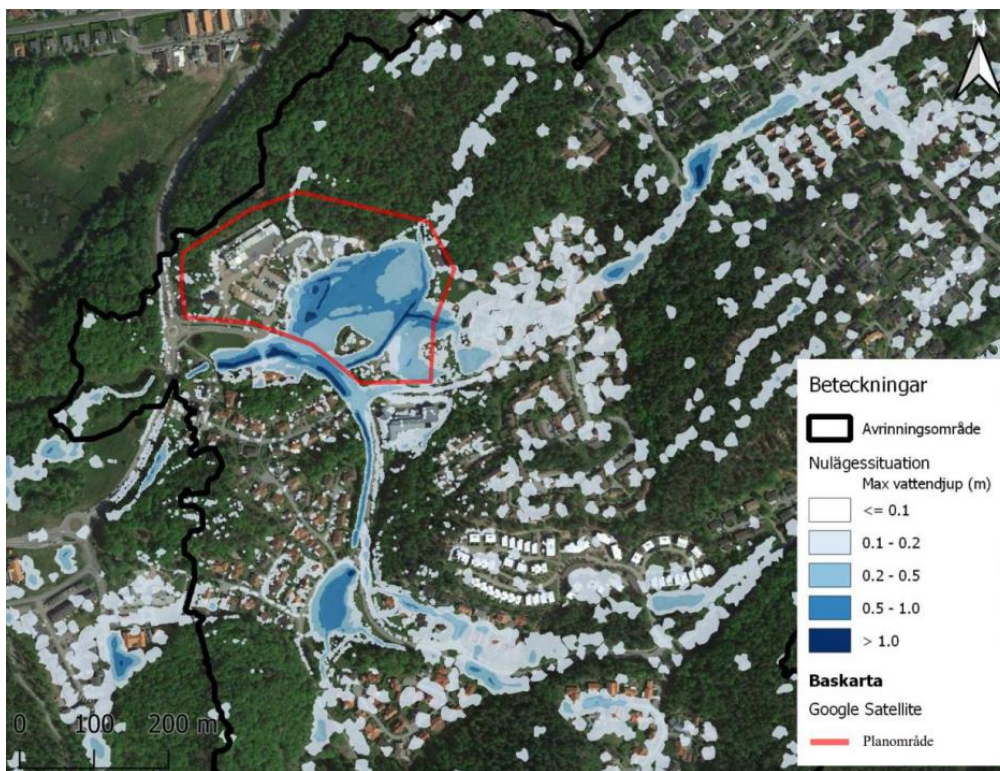 N
Beteckningar
Avrinningsområde
Nulägessituation
Max vattendjup (m)
<= 0.1
0.1 - 0.2
0.2 - 0.5
0.5 - 1.0
> 1.0
Baskarta
Google Satellite
Planområde
0 100 200 m